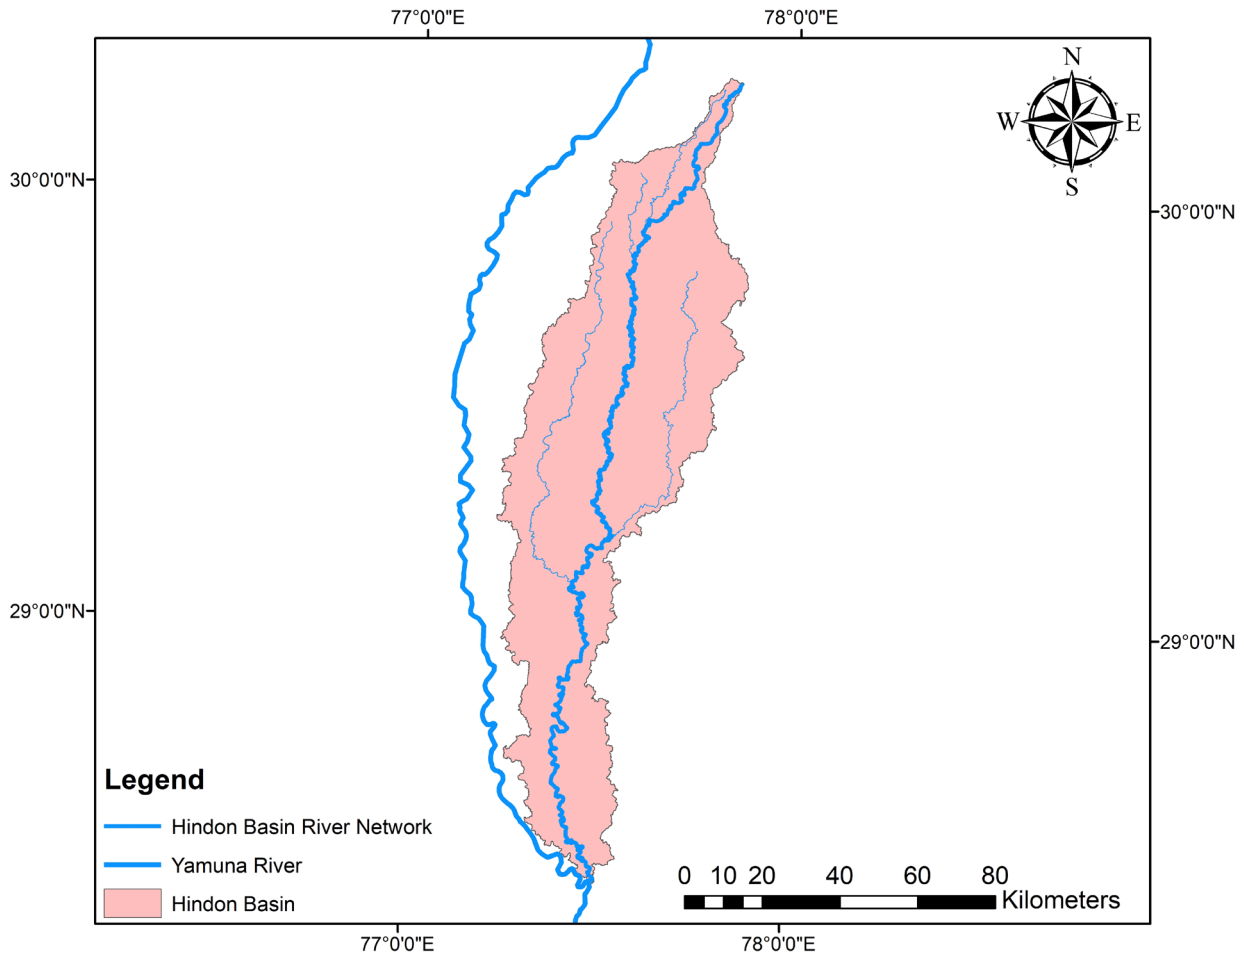 77°0'0"E
78°0'0"E
N
W
E
S
30°0'0"N
30°0'0"N
29°0'0"N
29°0'0"N
Legend
Hindon Basin River Network
Yamuna River
Hindon Basin
0 10 20 40 60 80
Kilometers
77°0'0"E
78°0'0"E